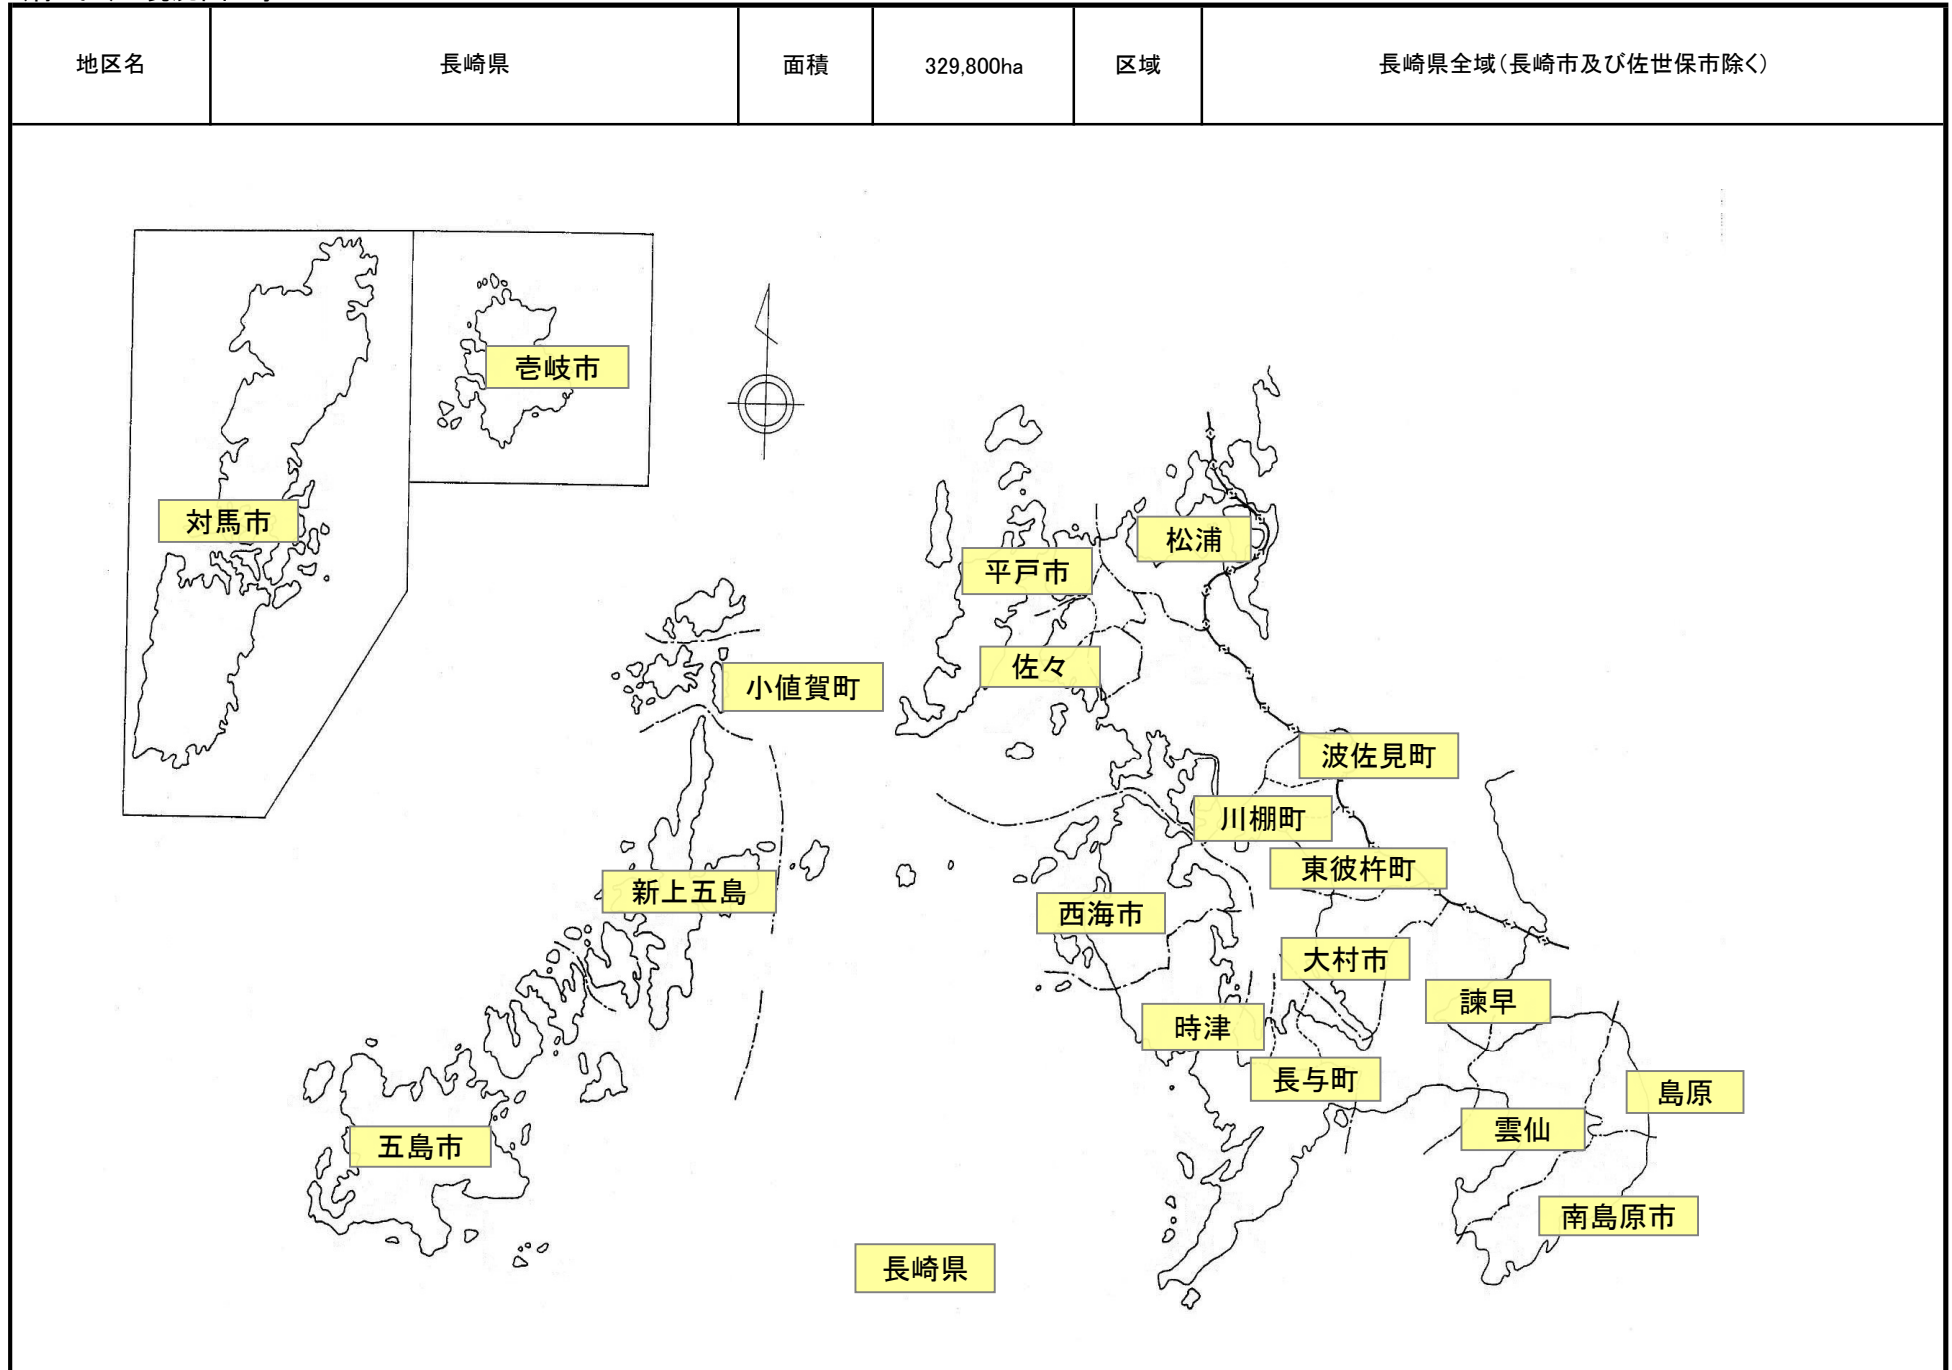 地区名 長崎県 面積 329,800ha 区域 長崎県全域(長崎市及び佐世保市除く)
壱岐市
対馬市
松浦
平戸市
佐々
小値賀町
波佐見町
川棚町
東彼杵町
新上五島
西海市
大村市
諫早
時津
長与町
島原
雲仙
五島市
南島原市
長崎県